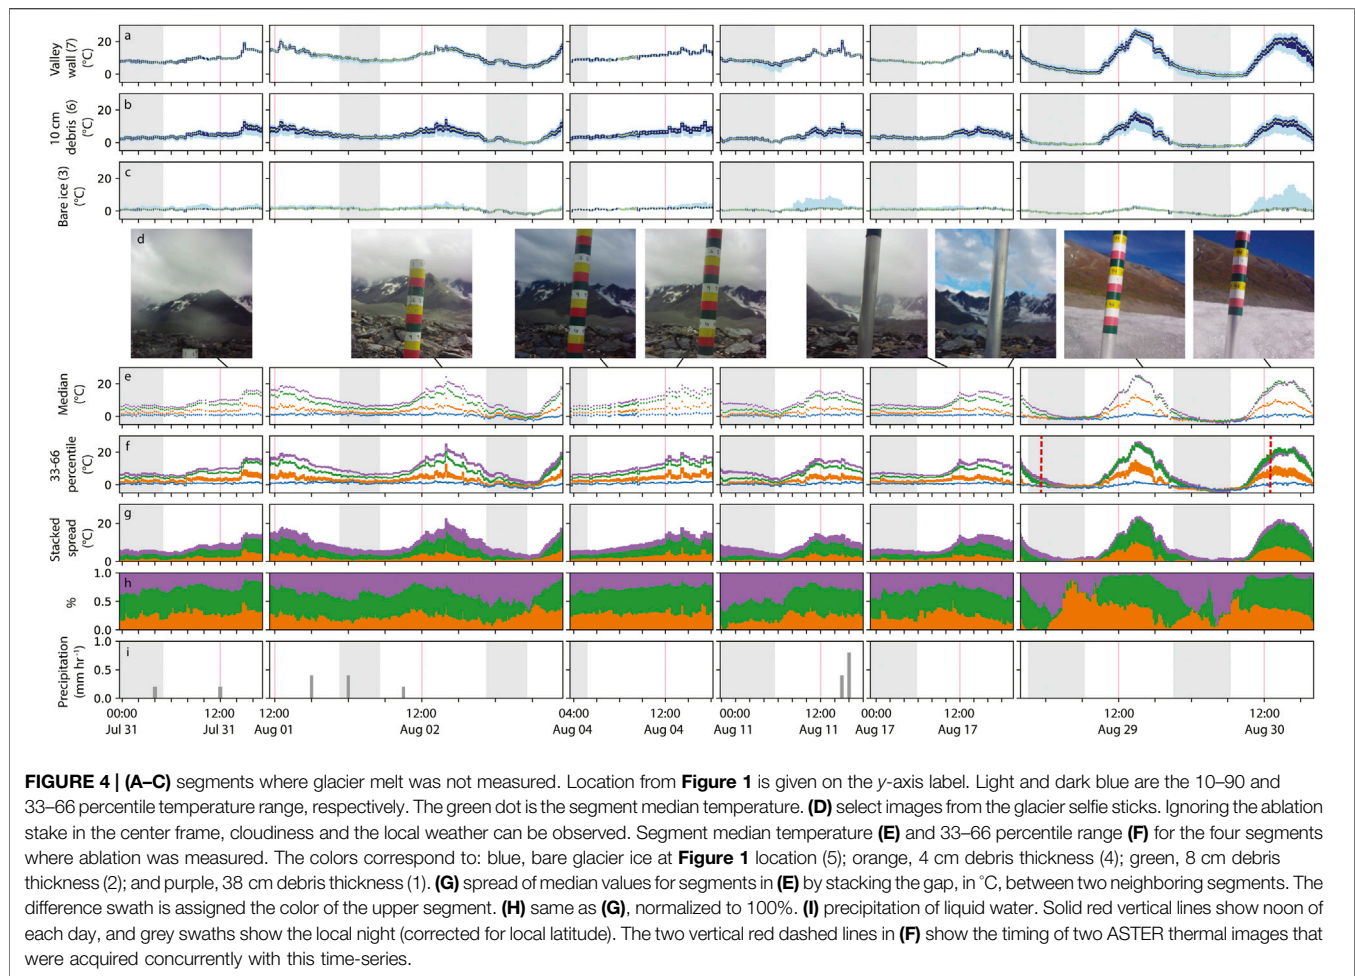 Valley
wall (7)
(°C)
20
0
a
10 cm
debris (6)
(°C)
20
0
b
Bare ice (3)
(°C)
20
0
c
d
Median
(°C)
20
0
e
33-66
percentile
(°C)
20
0
f
Stacked
spread
(°C)
20
0
g
%
1.0
0.5
0.0
h
Precipitation
(mm hr⁻¹)
1.0
0.5
0.0
i
00:00 12:00 12:00 12:00 04:00 12:00 00:00 12:00 00:00 12:00 12:00 12:00
Jul 31 Jul 31 Aug 01 Aug 02 Aug 04 Aug 04 Aug 11 Aug 11 Aug 17 Aug 17 Aug 29 Aug 30
FIGURE 4 | (A–C) segments where glacier melt was not measured. Location from Figure 1 is given on the y-axis label. Light and dark blue are the 10–90 and
33–66 percentile temperature range, respectively. The green dot is the segment median temperature. (D) select images from the glacier selfie sticks. Ignoring the ablation
stake in the center frame, cloudiness and the local weather can be observed. Segment median temperature (E) and 33–66 percentile range (F) for the four segments
where ablation was measured. The colors correspond to: blue, bare glacier ice at Figure 1 location (5); orange, 4 cm debris thickness (4); green, 8 cm debris
thickness (2); and purple, 38 cm debris thickness (1). (G) spread of median values for segments in (E) by stacking the gap, in °C, between two neighboring segments. The
difference swath is assigned the color of the upper segment. (H) same as (G), normalized to 100%. (I) precipitation of liquid water. Solid red vertical lines show noon of
each day, and grey swaths show the local night (corrected for local latitude). The two vertical red dashed lines in (F) show the timing of two ASTER thermal images that
were acquired concurrently with this time-series.